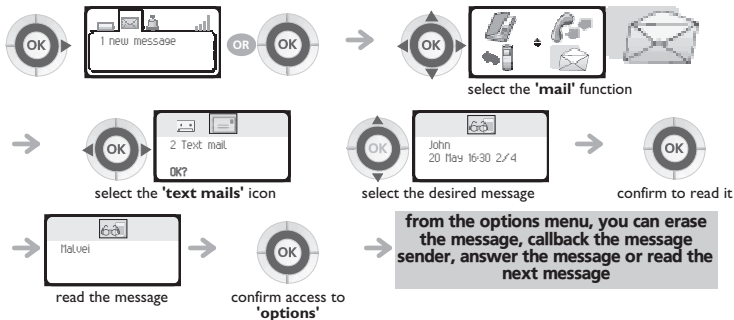 OK
1 new message
OR
OK
OK
select the 'mail' function
OK
2 Text mail
OK?
select the 'text mails' icon
OK
John
20 May 16:30 2/4
select the desired message
OK
confirm to read it
Malvei
read the message
OK
confirm access to
'options'
from the options menu, you can erase
the message, callback the message
sender, answer the message or read the
next message